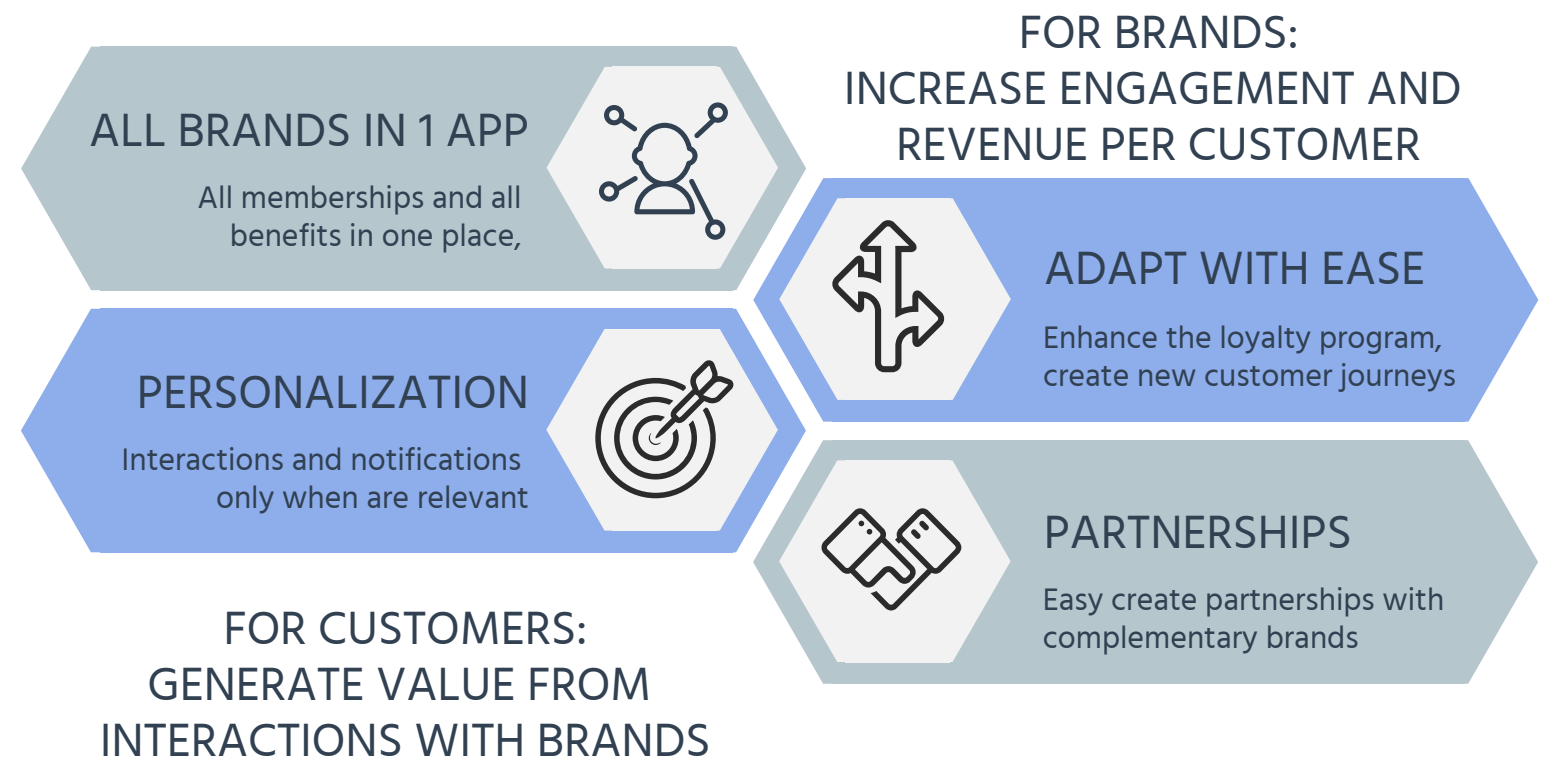 ALL BRANDS IN 1 APP
All memberships and all
benefits in one place,
PERSONALIZATION
Interactions and notifications
only when are relevant
FOR CUSTOMERS:
GENERATE VALUE FROM
INTERACTIONS WITH BRANDS
FOR BRANDS:
INCREASE ENGAGEMENT AND
REVENUE PER CUSTOMER
ADAPT WITH EASE
Enhance the loyalty program,
create new customer journeys
PARTNERSHIPS
Easy create partnerships with
complementary brands